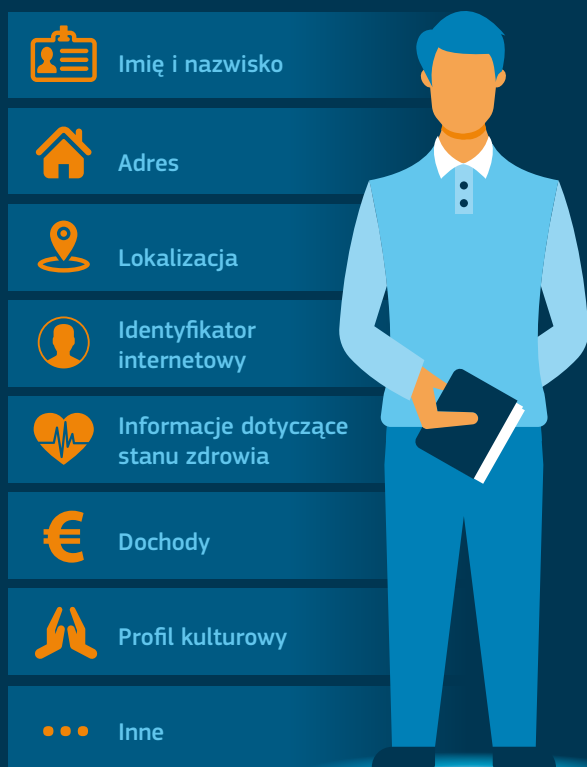 Imię i nazwisko
Adres
Lokalizacja
Identyfikator
internetowy
Informacje dotyczące
stanu zdrowia
Dochody
Profil kulturowy
Inne